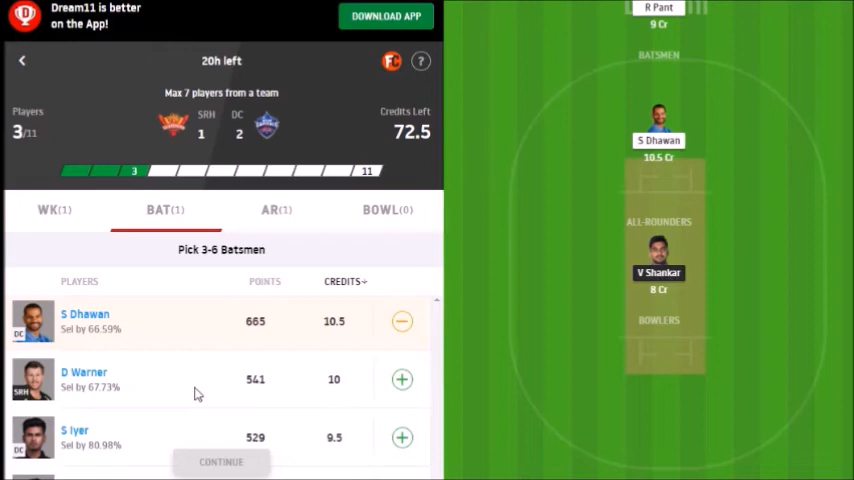 Dream11 is better
on the App!
DOWNLOAD APP
20h left
FC
?
Max 7 players from a team
Players
3/11
SRH
1
DC
2
Credits Left
72.5
3
11
WK(1)
BAT(1)
AR(1)
BOWL(0)
Pick 3-6 Batsmen
PLAYERS
POINTS
CREDITS
S Dhawan
Sel by 66.59%
DC
665
10.5
D Warner
Sel by 67.73%
SRH
541
10
S Iyer
Sel by 80.98%
DC
529
9.5
CONTINUE
R Pant
9 Cr
BATSMEN
S Dhawan
10.5 Cr
ALL-ROUNDERS
V Shankar
8 Cr
BOWLERS